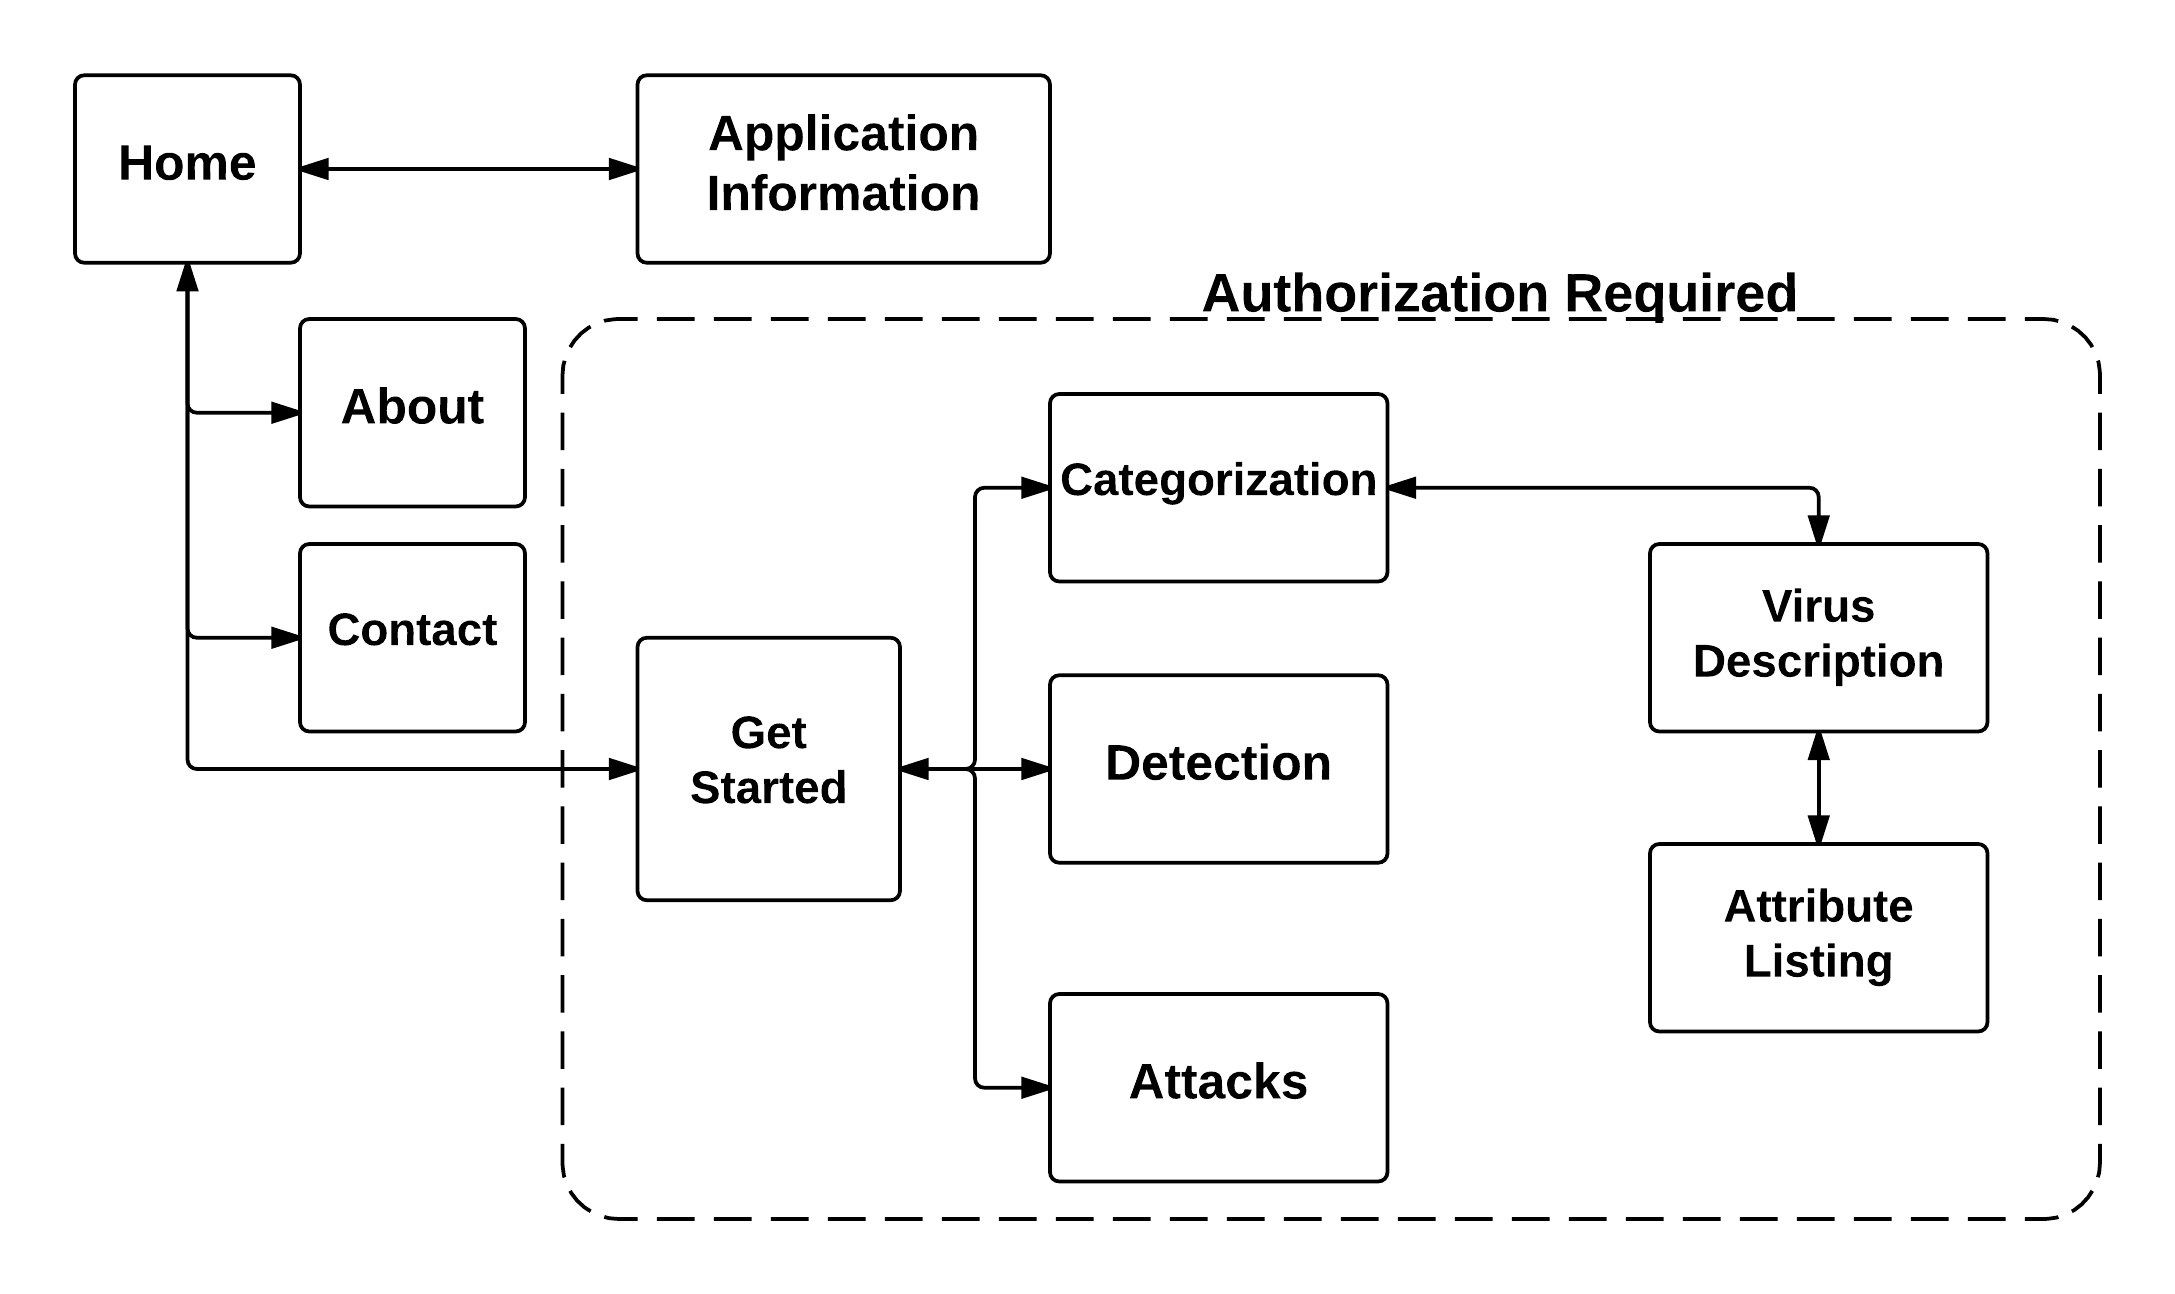 Home
Application
Information
Authorization Required
About
Categorization
Contact
Virus
Description
Get
Started
Detection
Attribute
Listing
Attacks